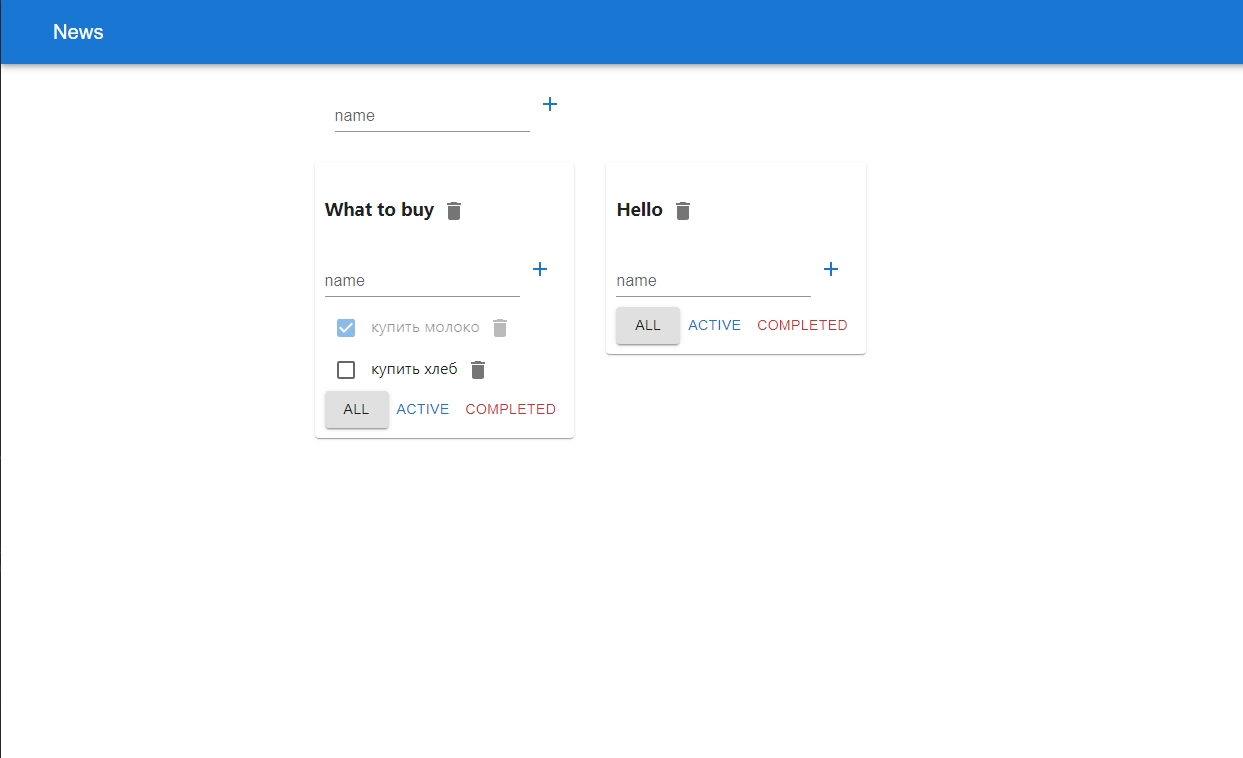 News
name
What to buy
name
купить молоко
купить хлеб
ALL ACTIVE COMPLETED
Hello
name
ALL ACTIVE COMPLETED